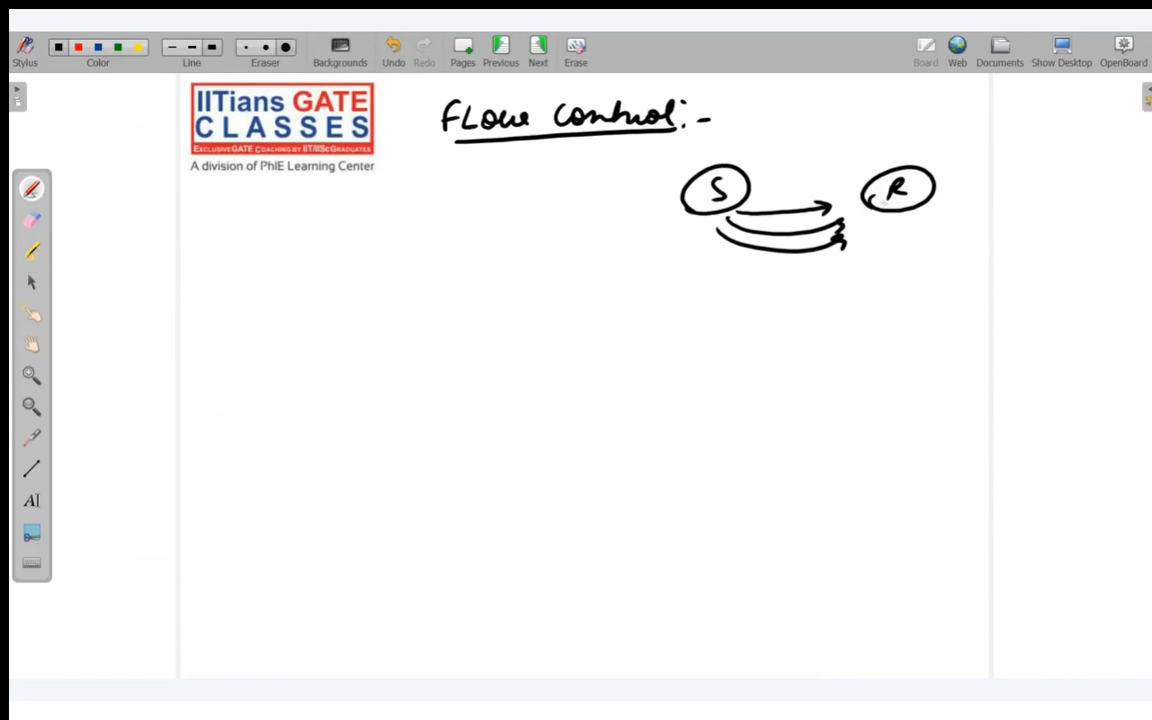 Stylus Color Line Eraser Backgrounds Undo Redo Pages Previous Next Erase Board Web Documents Show Desktop OpenBoard
IITians GATE
CLASSES
EXCLUSIVE GATE COACHING BY IIT/IISc GRADUATES
A division of PhIE Learning Center
FLow control:-
S R
AI